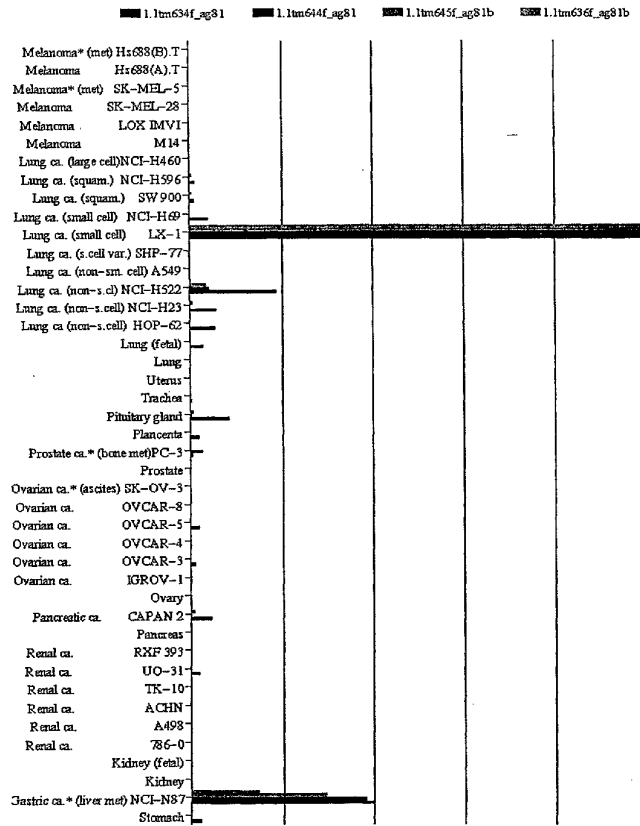 1.1tm634f_ag81 1.1tm644f_ag81 1.1tm645f_ag81b 1.1tm636f_ag81b
Melanoma* (met) Hs688(B).T
Melanoma Hs688(A).T
Melanoma* (met) SK-MEL-5
Melanoma SK-MEL-28
Melanoma LOX IMVI
Melanoma M14
Lung ca. (large cell)NCI-H460
Lung ca. (squam.) NCI-H596
Lung ca. (squam.) SW 900
Lung ca. (small cell) NCI-H69
Lung ca. (small cell) LX-1
Lung ca. (s.cell var.) SHP-77
Lung ca. (non-sm. cell) A549
Lung ca. (non-s.cl) NCI-H522
Lung ca (non-s.cell) NCI-H23
Lung ca (non-s.cell) HOP-62
Lung (fetal)
Lung
Uterus
Trachea
Pituitary gland
Plancenta
Prostate ca.* (bone met)PC-3
Prostate
Ovarian ca.* (ascites) SK-OV-3
Ovarian ca. OVCAR-8
Ovarian ca. OVCAR-5
Ovarian ca. OVCAR-4
Ovarian ca. OVCAR-3
Ovarian ca. IGROV-1
Ovary
Pancreatic ca. CAPAN 2
Pancreas
Renal ca. RXF 393
Renal ca. UO-31
Renal ca. TK-10
Renal ca. ACHN
Renal ca. A498
Renal ca. 786-0
Kidney (fetal)
Kidney
Gastric ca.* (liver met) NCI-N87
Stomach